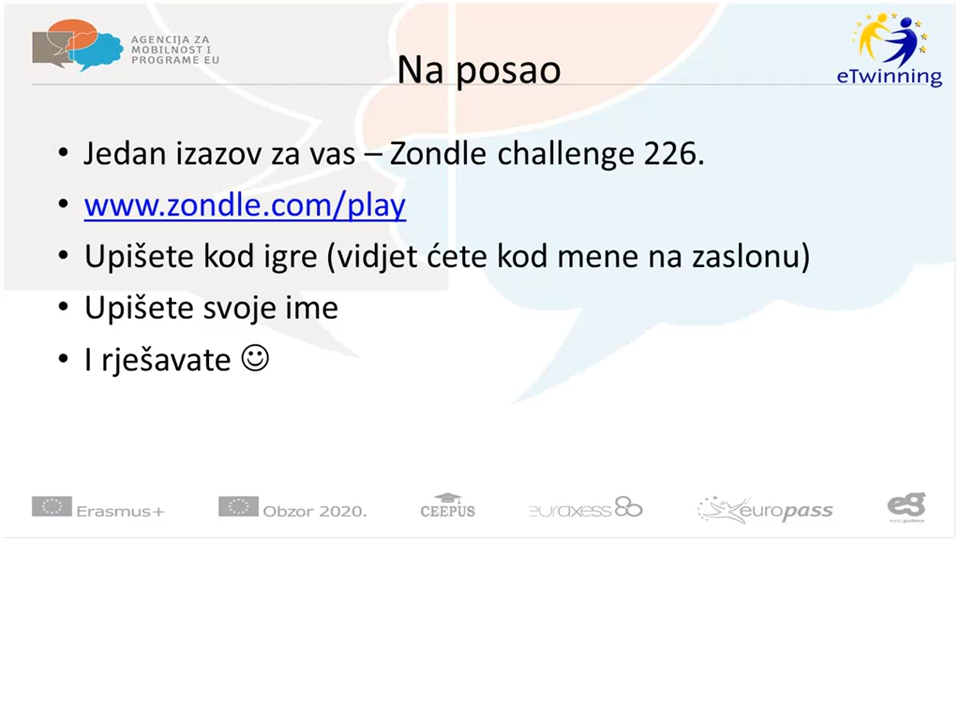 AGENCIJA ZA
MOBILNOST I
PROGRAME EU
eTwinning
Na posao
• Jedan izazov za vas – Zondle challenge 226.
• www.zondle.com/play
• Upišete kod igre (vidjet ćete kod mene na zaslonu)
• Upišete svoje ime
• I rješavate ☺
Erasmus+
Obzor 2020.
CEEPUS
euraxess
europass
eg